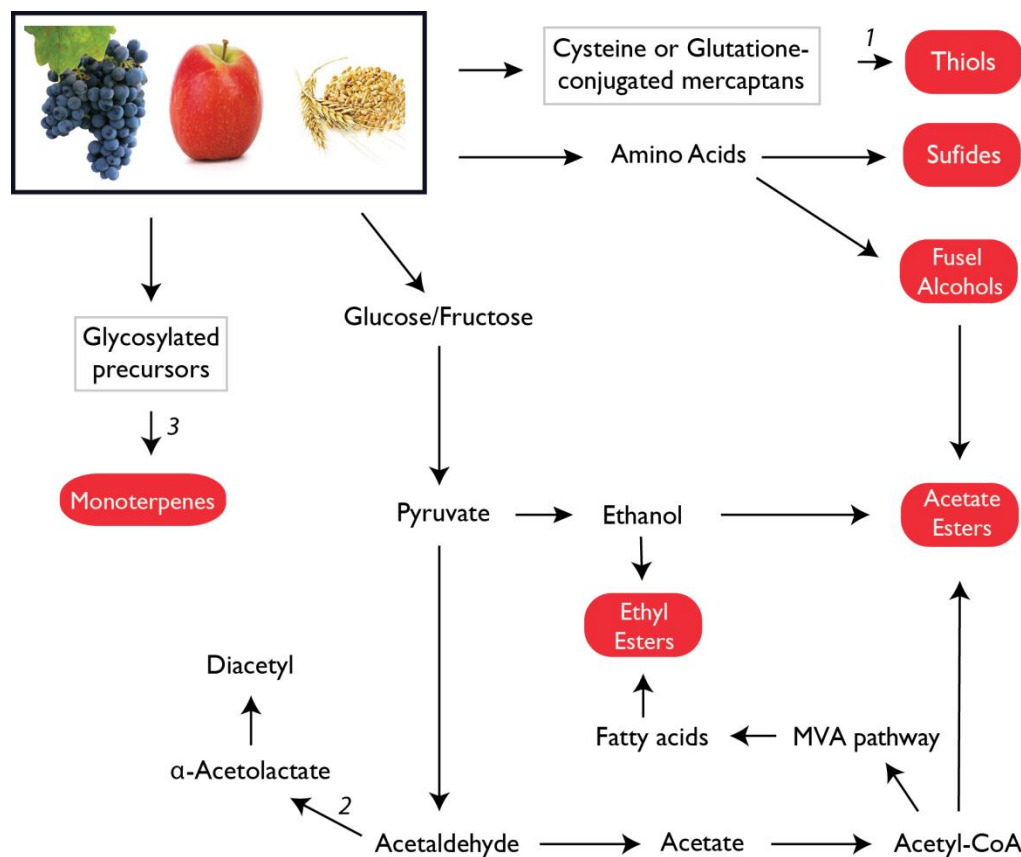 Cysteine or Glutatione-
conjugated mercaptans
1
Thiols
Amino Acids
Sufides
Fusel
Alcohols
Glucose/Fructose
Glycosylated
precursors
3
Monoterpenes
Pyruvate
Ethanol
Acetate
Esters
Ethyl
Esters
Diacetyl
Fatty acids
MVA pathway
α-Acetolactate
2
Acetaldehyde
Acetate
Acetyl-CoA